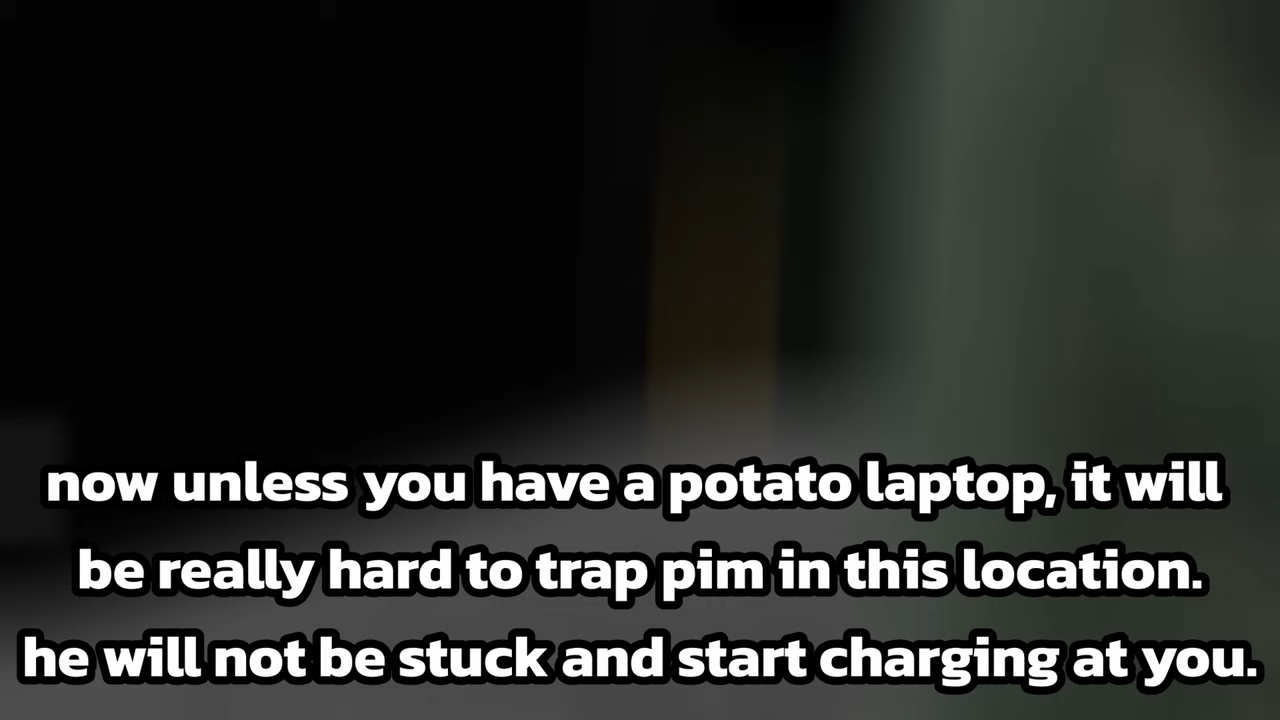 now unless you have a potato laptop, it will
be really hard to trap pim in this location.
he will not be stuck and start charging at you.